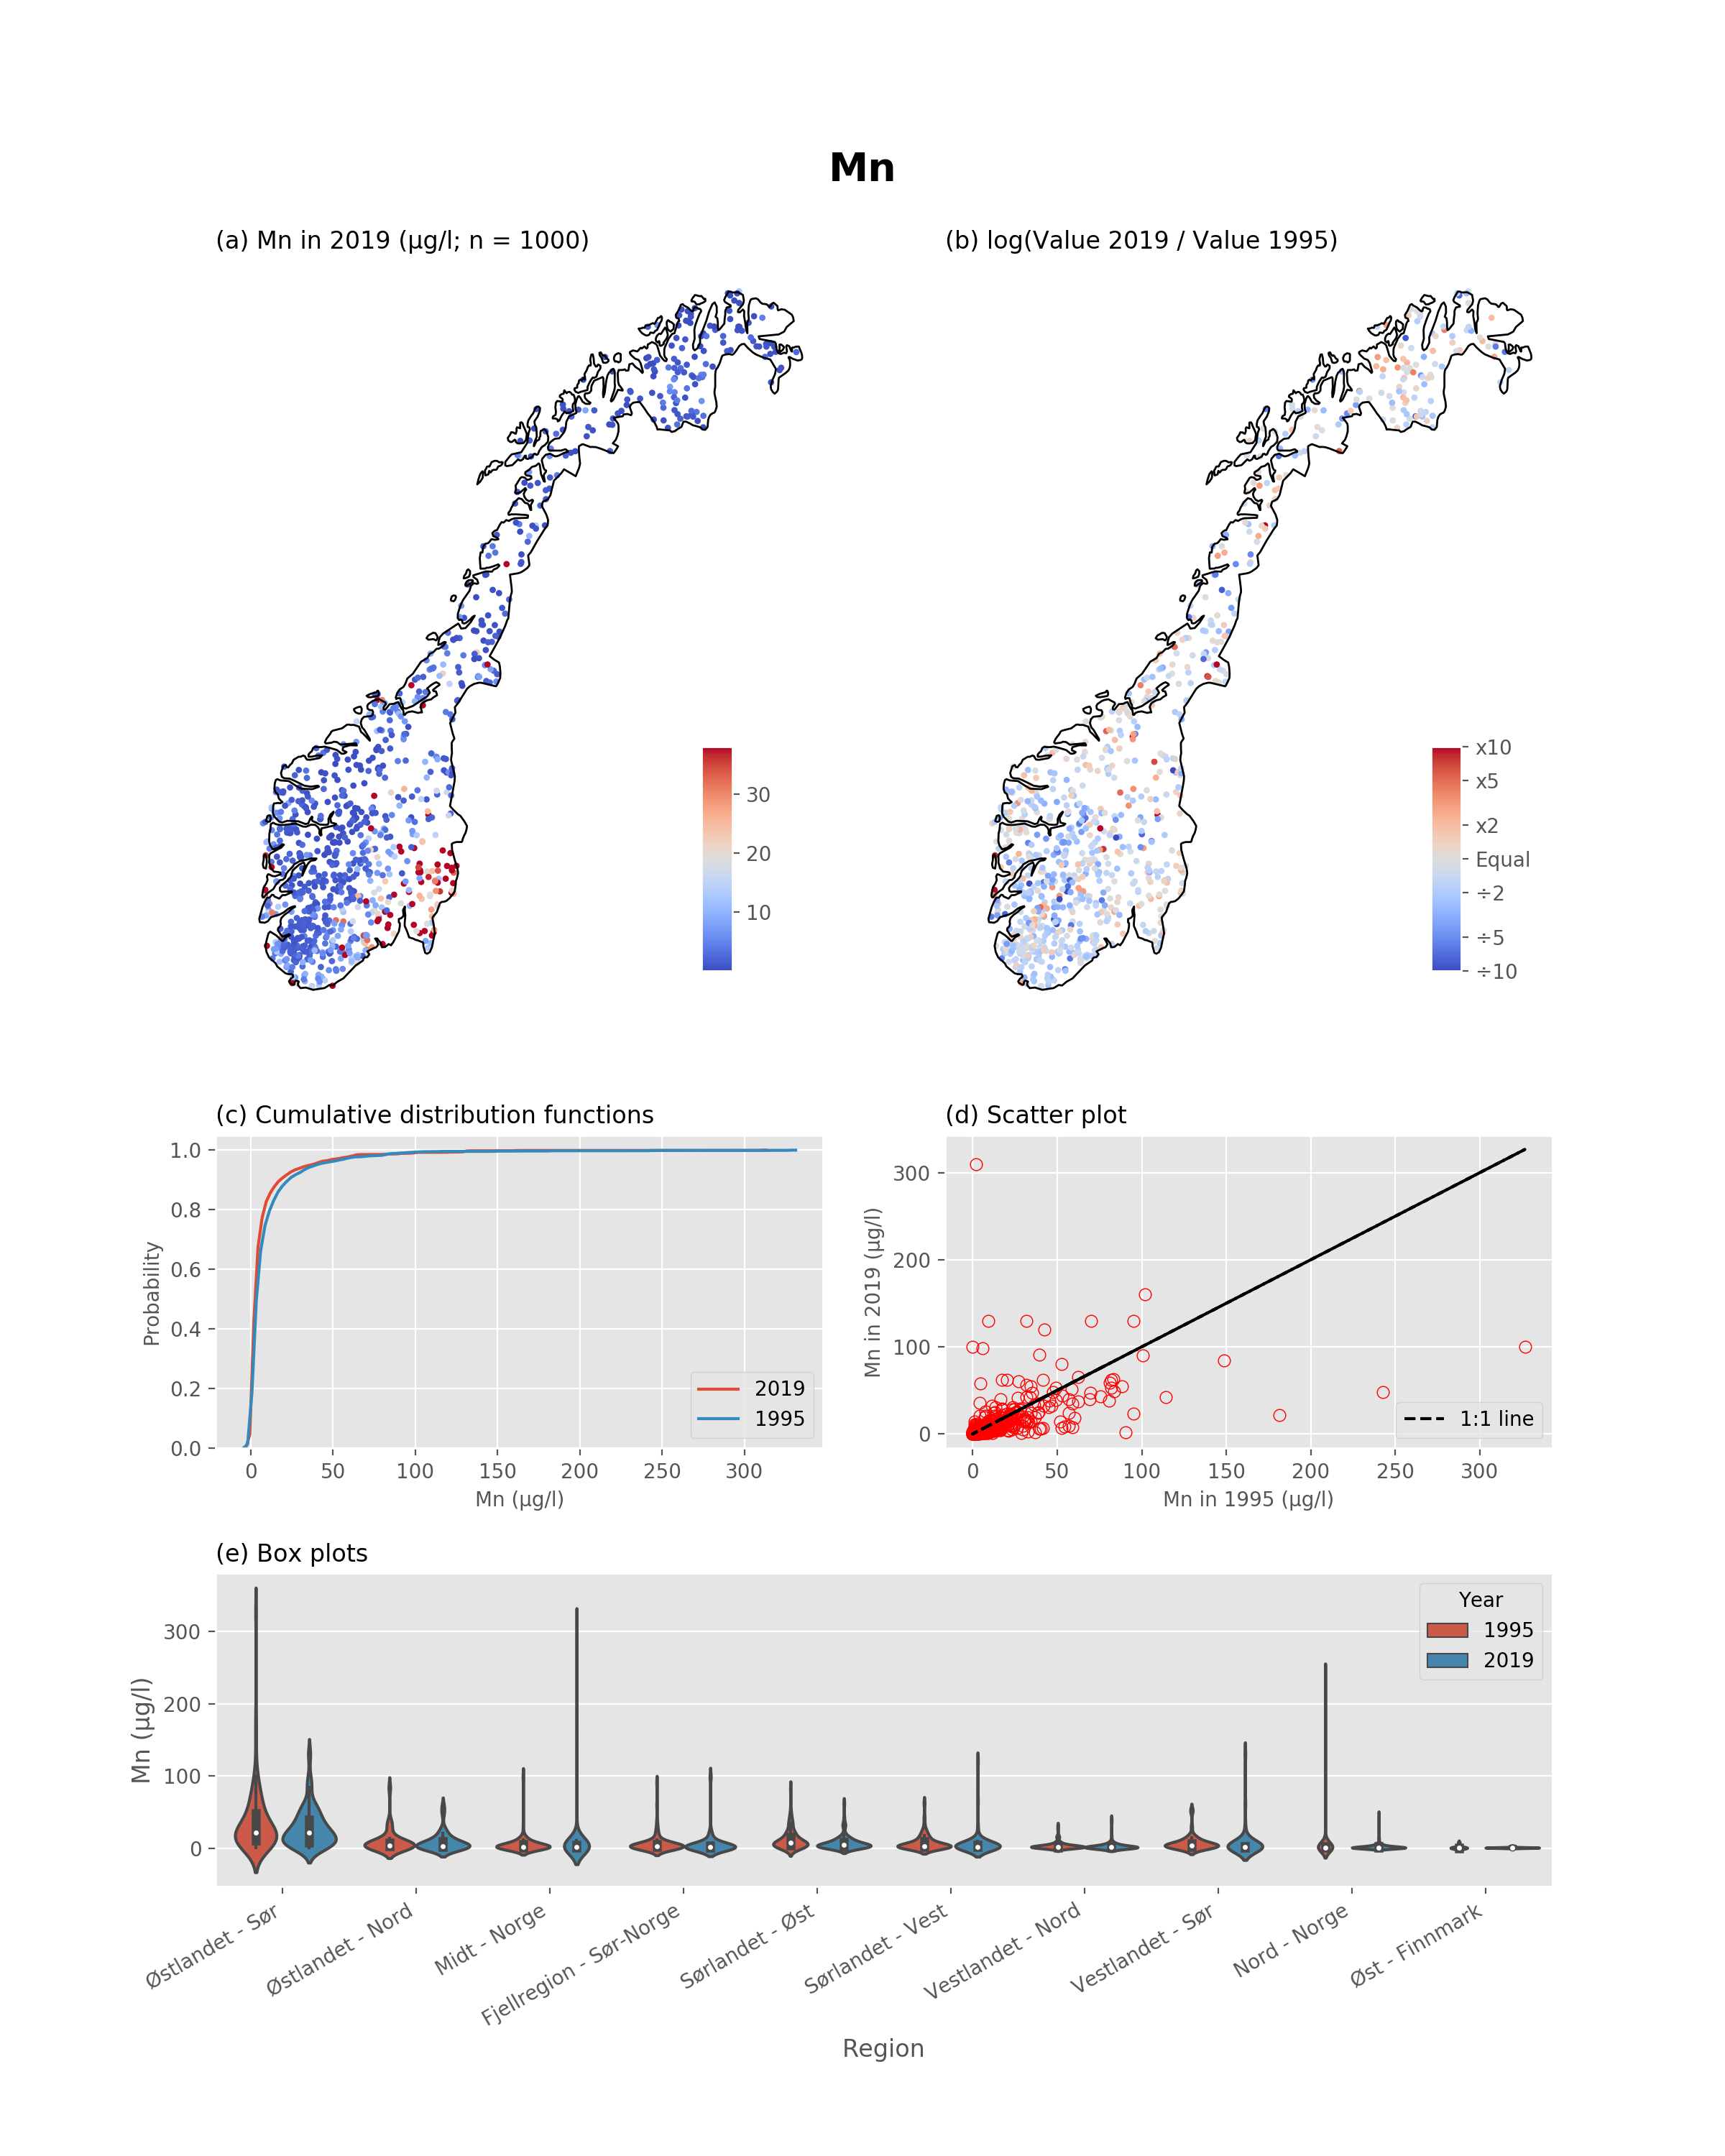 Mn
(a) Mn in 2019 (µg/l; n = 1000)
30
20
10
(b) log(Value 2019 / Value 1995)
x10
x5
x2
Equal
÷2
÷5
÷10
(c) Cumulative distribution functions
1.0
0.8
0.6
0.4
0.2
0.0
Probability
2019
1995
0 50 100 150 200 250 300
Mn (µg/l)
(d) Scatter plot
300
200
100
0
Mn in 2019 (µg/l)
1:1 line
0 50 100 150 200 250 300
Mn in 1995 (µg/l)
(e) Box plots
300
200
100
0
Mn (µg/l)
Year
1995
2019
Østlandet - Sør
Østlandet - Nord
Midt - Norge
Fjellregion - Sør-Norge
Sørlandet - Øst
Sørlandet - Vest
Vestlandet - Nord
Vestlandet - Sør
Nord - Norge
Øst - Finnmark
Region